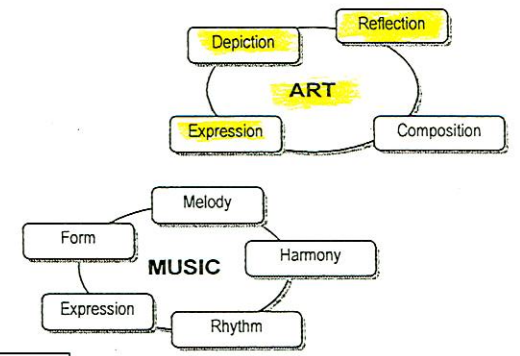 Reflection
Depiction
ART
Expression
Composition
Melody
Form
Harmony
MUSIC
Expression
Rhythm